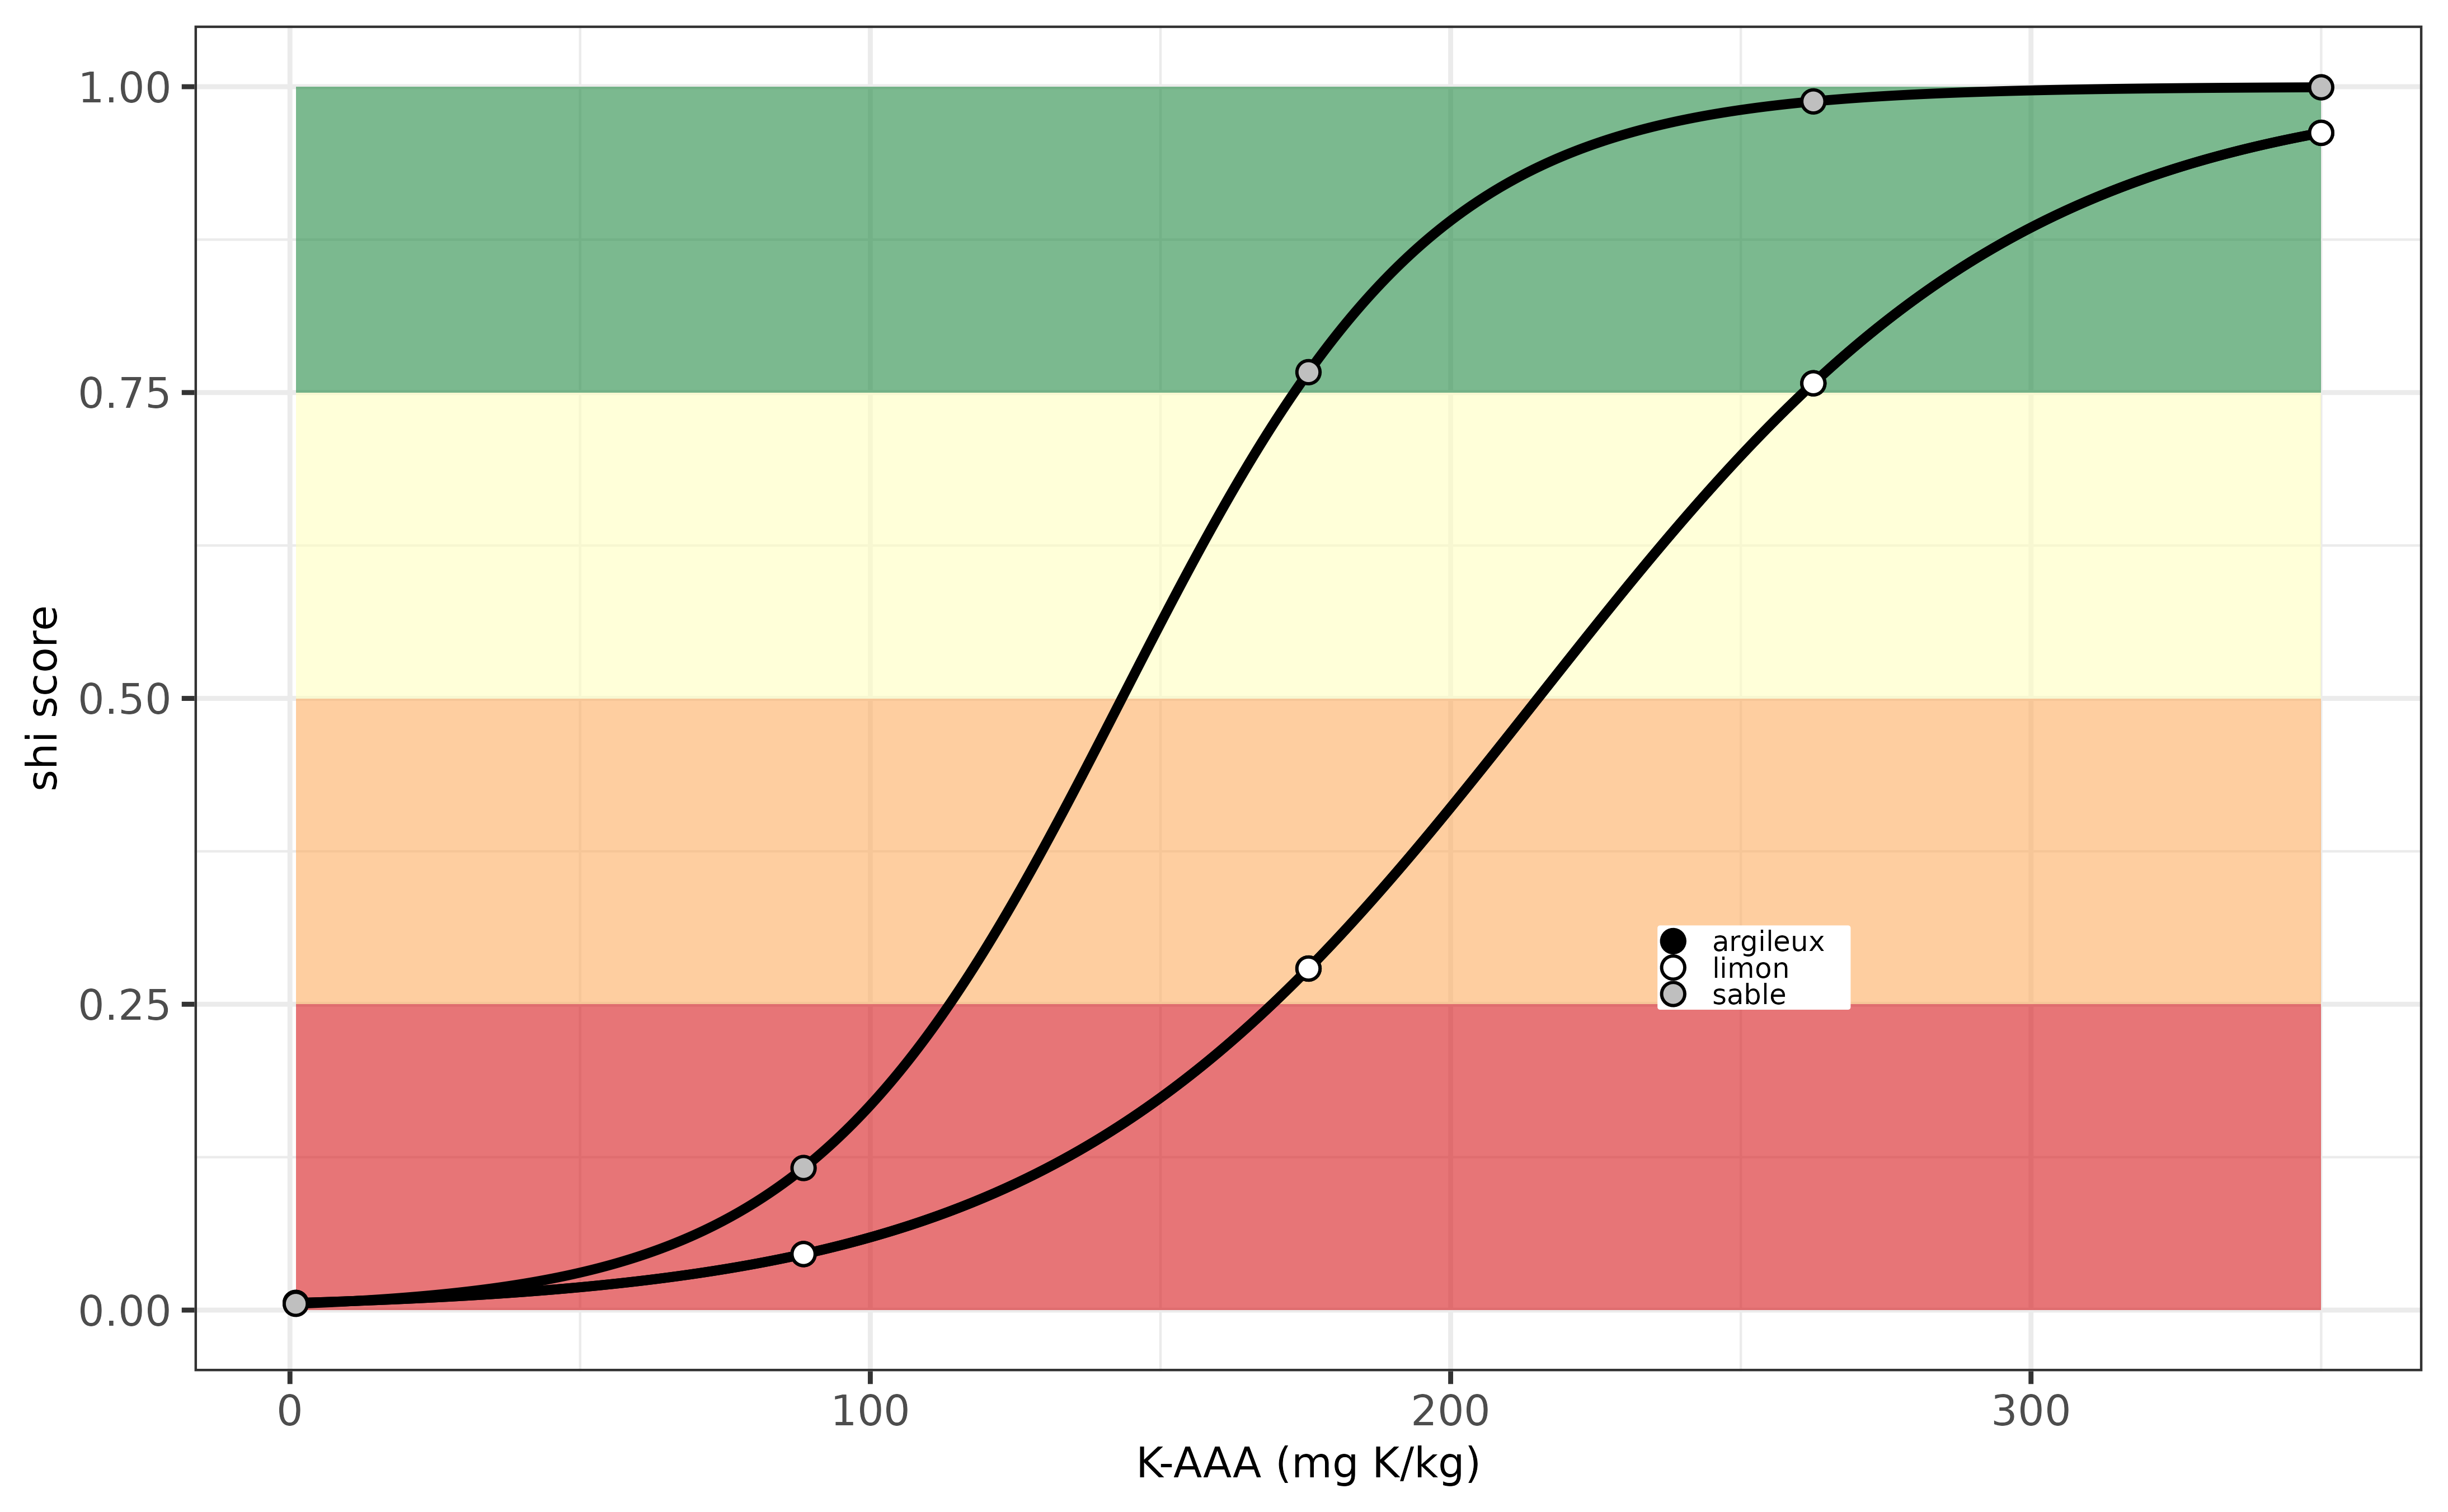 1.00
0.75
0.50
0.25
0.00
shi score
argileux
limon
sable
0 100 200 300
K-AAA (mg K/kg)